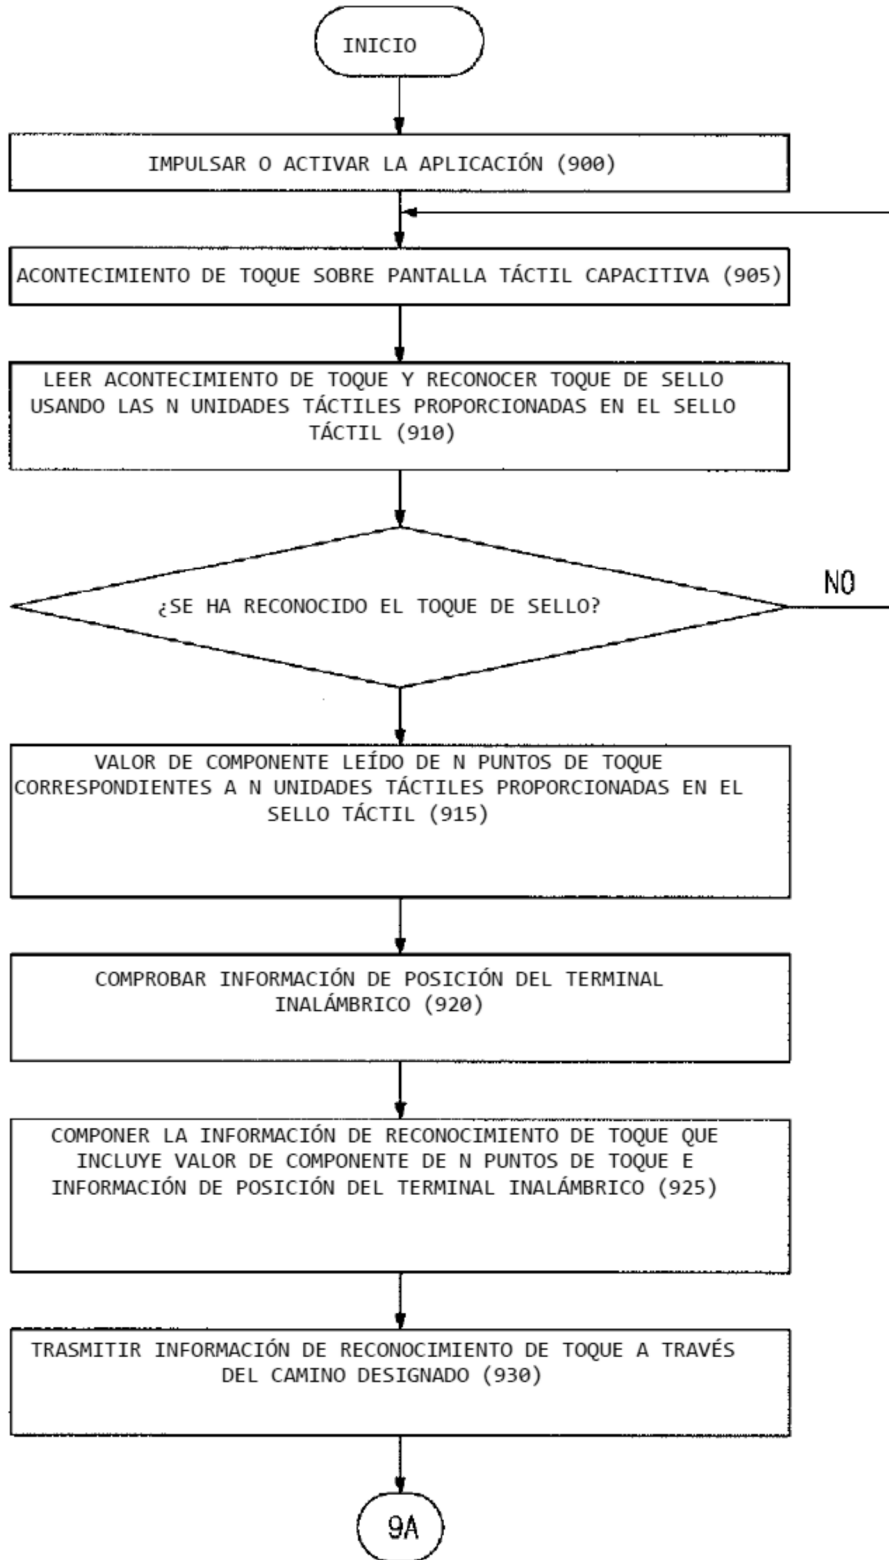 INICIO
IMPULSAR O ACTIVAR LA APLICACIÓN (900)
ACONTECIMIENTO DE TOQUE SOBRE PANTALLA TÁCTIL CAPACITIVA (905)
LEER ACONTECIMIENTO DE TOQUE Y RECONOCER TOQUE DE SELLO
USANDO LAS N UNIDADES TÁCTILES PROPORCIONADAS EN EL SELLO
TÁCTIL (910)
¿SE HA RECONOCIDO EL TOQUE DE SELLO?
NO
VALOR DE COMPONENTE LEÍDO DE N PUNTOS DE TOQUE
CORRESPONDIENTES A N UNIDADES TÁCTILES PROPORCIONADAS EN EL
SELLO TÁCTIL (915)
COMPROBAR INFORMACIÓN DE POSICIÓN DEL TERMINAL
INALÁMBRICO (920)
COMPONER LA INFORMACIÓN DE RECONOCIMIENTO DE TOQUE QUE
INCLUYE VALOR DE COMPONENTE DE N PUNTOS DE TOQUE E
INFORMACIÓN DE POSICIÓN DEL TERMINAL INALÁMBRICO (925)
TRASMITIR INFORMACIÓN DE RECONOCIMIENTO DE TOQUE A TRAVÉS
DEL CAMINO DESIGNADO (930)
9A